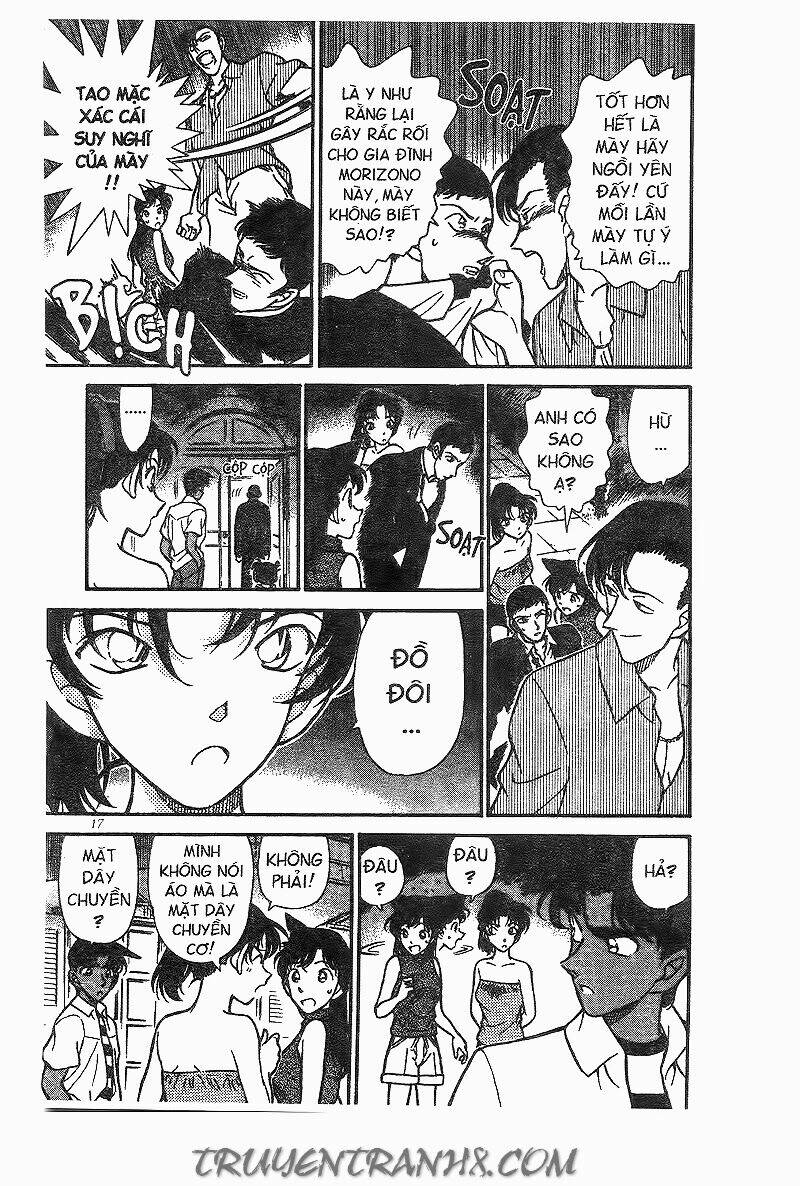 TỐT HƠN
HẾT LÀ
MÀY HÃY
NGỒI YÊN
ĐẤY! CỨ
MỖI LẦN
MÀY TỰ Ý
LÀM GÌ...
SOẠT
LÀ Y NHƯ
RẰNG LẠI
GÂY RẮC RỐI
CHO GIA ĐÌNH
MORIZONO
NÀY, MÀY
KHÔNG BIẾT
SAO!?
TAO MẶC
XÁC CÁI
SUY NGHĨ
CỦA MÀY
!!
BỊCH
HỪ
...
ANH CÓ
SAO
KHÔNG
Ạ?
SOẠT
CỘP CỘP
......
ĐỒ
ĐÔI
...
17
HẢ?
ĐÂU
?
ĐÂU
?
KHÔNG
PHẢI!
MÌNH
KHÔNG NÓI
ÁO MÀ LÀ
MẶT DÂY
CHUYỀN
CƠ!
MẶT
DÂY
CHUYỀN
?
TRUYENTRANH8.COM